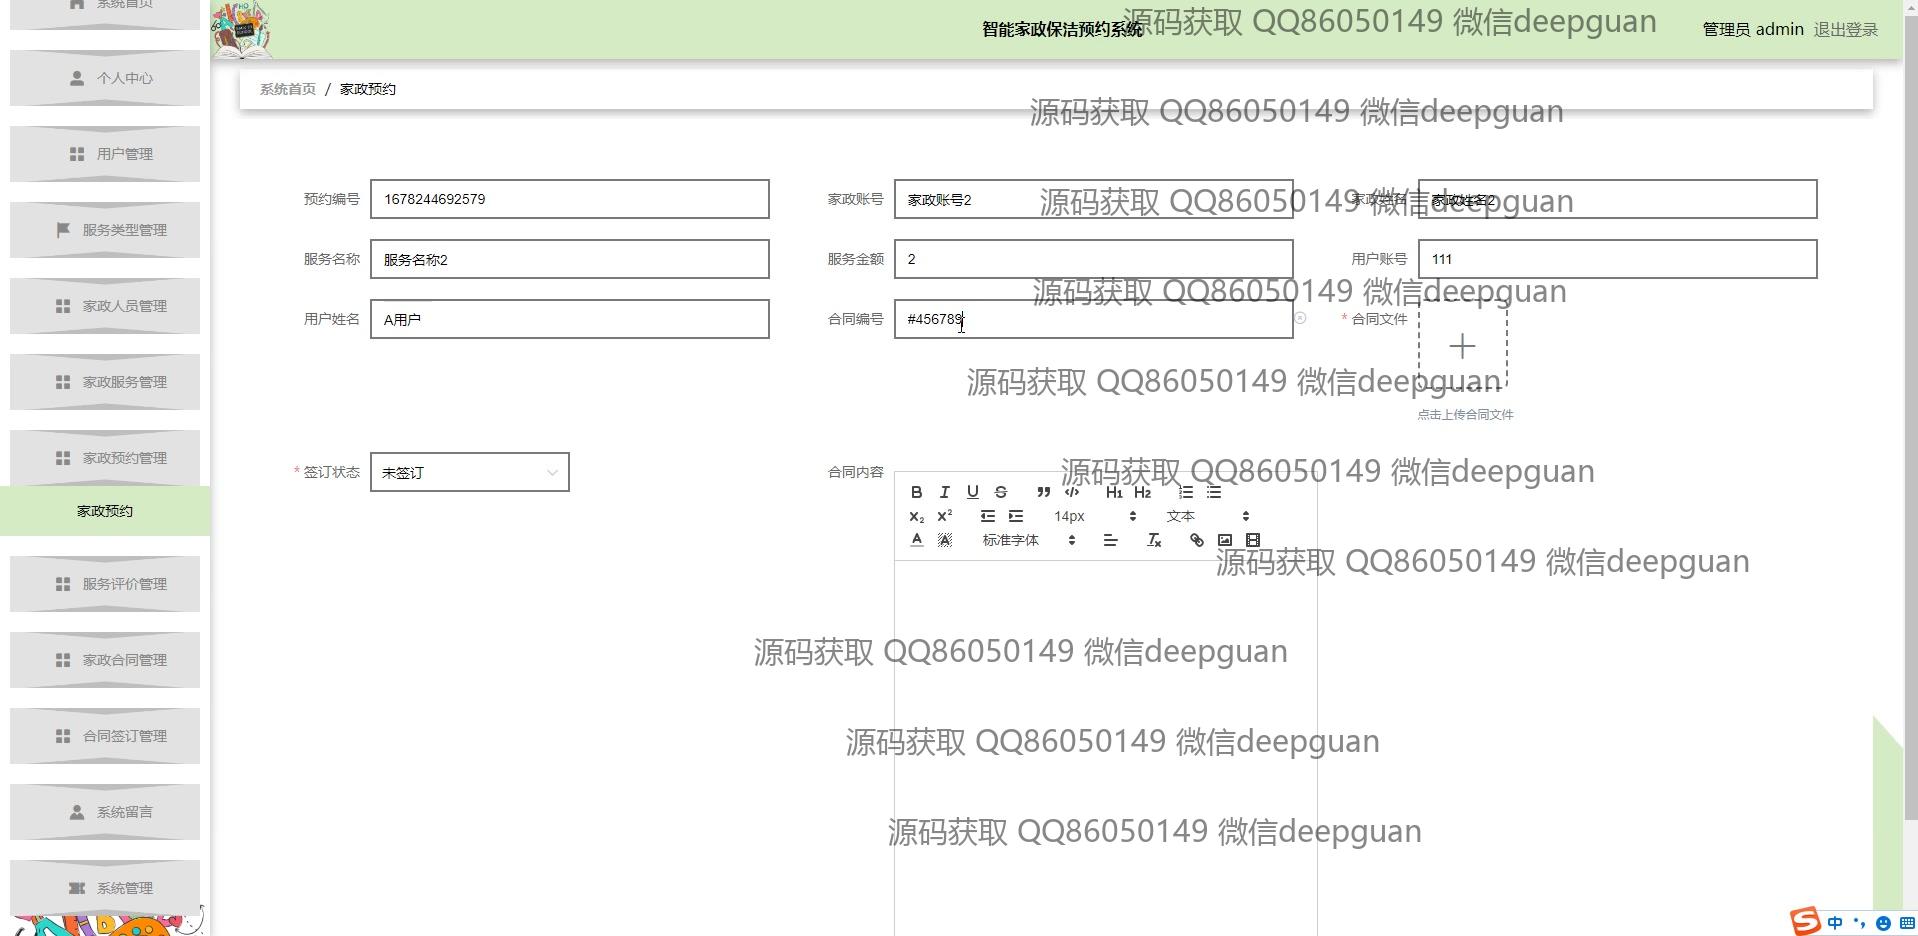 系统首页
个人中心
用户管理
服务类型管理
家政人员管理
家政服务管理
家政预约管理
家政预约
服务评价管理
家政合同管理
合同签订管理
系统留言
系统管理
智能家政保洁预约系统
源码获取 QQ86050149 微信deepguan
管理员 admin 退出登录
系统首页 / 家政预约
源码获取 QQ86050149 微信deepguan
预约编号 1678244692579 家政账号 家政账号2 家政姓名 家政姓名2
源码获取 QQ86050149 微信deepguan
服务名称 服务名称2 服务金额 2 用户账号 111
源码获取 QQ86050149 微信deepguan
用户姓名 A用户 合同编号 #456789 * 合同文件
源码获取 QQ86050149 微信deepguan
点击上传合同文件
* 签订状态 未签订 合同内容
源码获取 QQ86050149 微信deepguan
B I U S H1 H2
X₂ X² 14px 文本
A A 标准字体 Tx
源码获取 QQ86050149 微信deepguan
源码获取 QQ86050149 微信deepguan
源码获取 QQ86050149 微信deepguan
源码获取 QQ86050149 微信deepguan
S 中